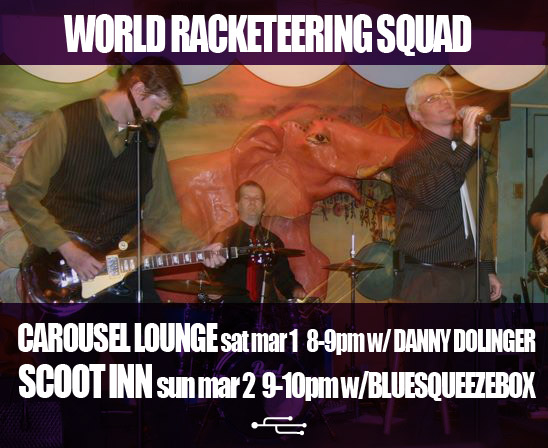 WORLD RACKETEERING SQUAD
CAROUSEL LOUNGE sat mar 1 8-9pm w/ DANNY DOLINGER
SCOOT INN sun mar 2 9-10pm w/BLUESQUEEZEBOX